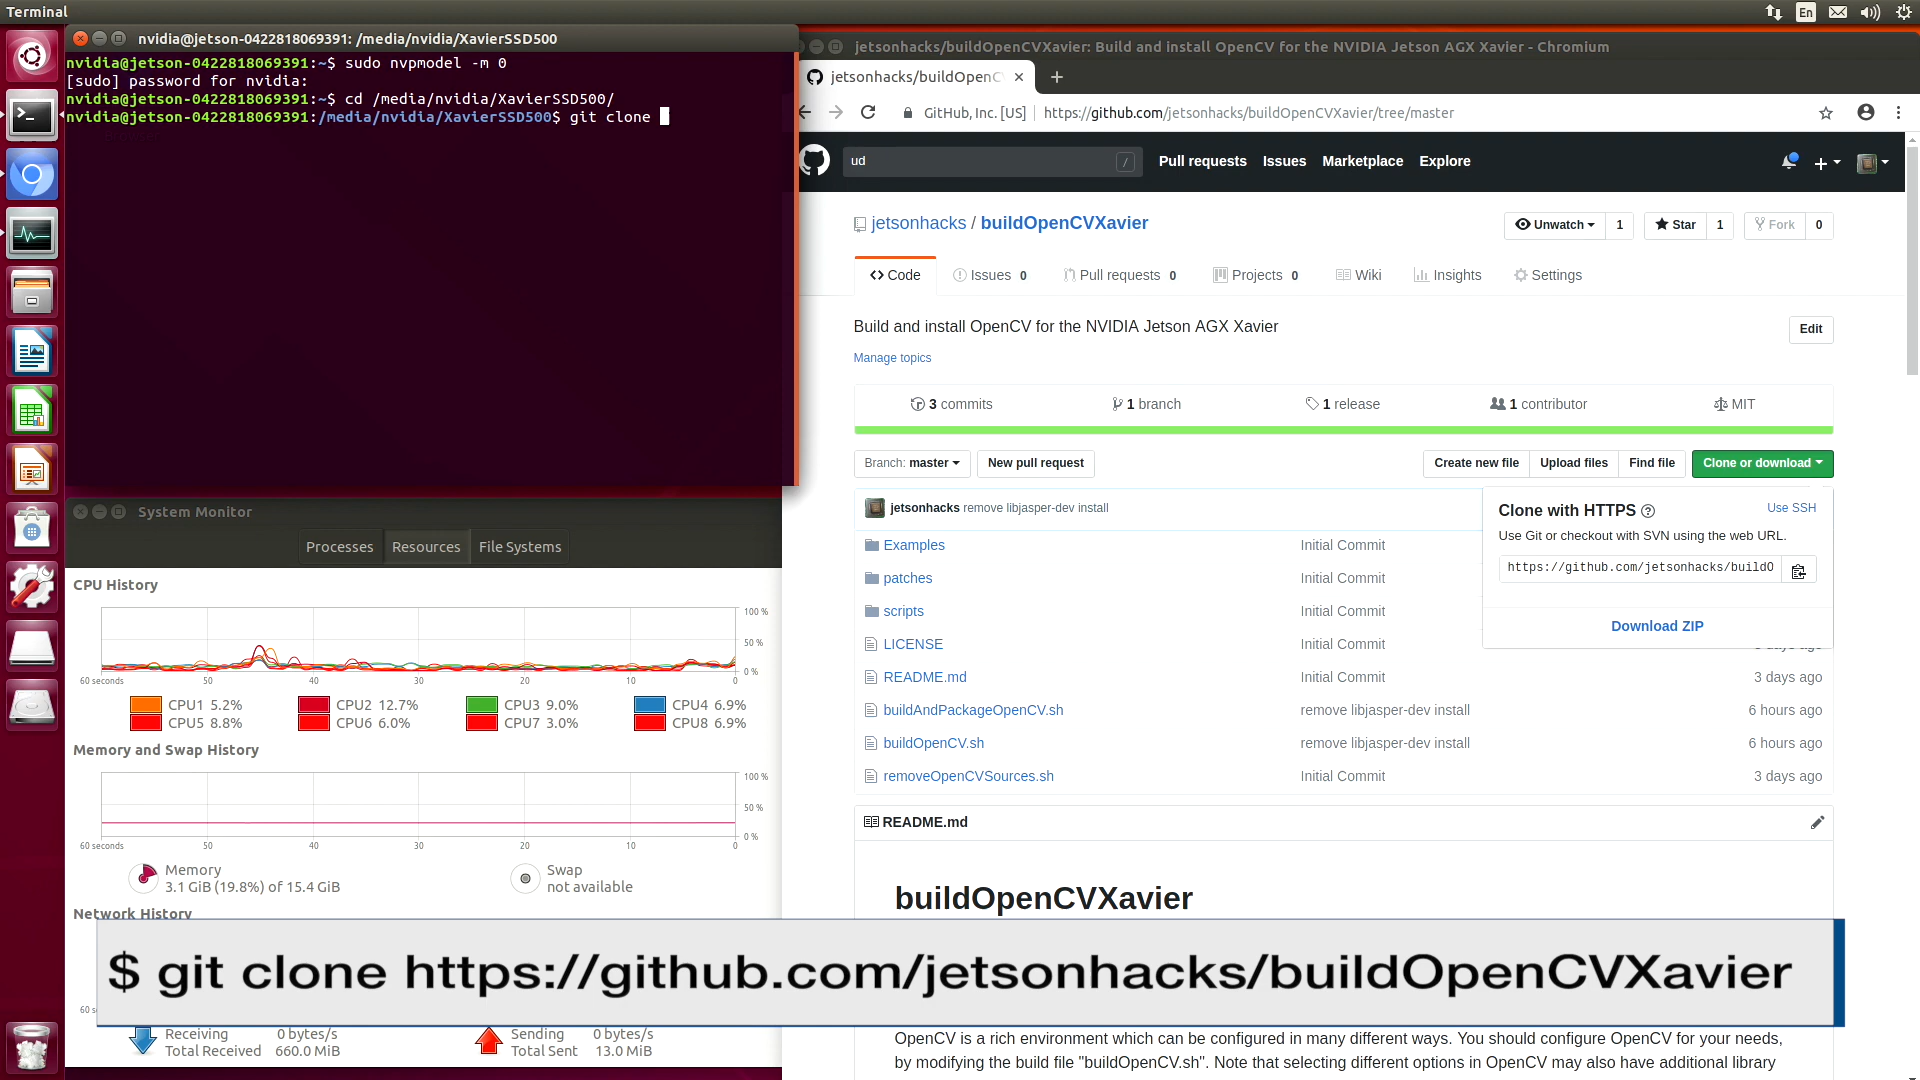 Terminal
En
nvidia@jetson-0422818069391: /media/nvidia/XavierSSD500
nvidia@jetson-0422818069391:~$ sudo nvpmodel -m 0
[sudo] password for nvidia:
nvidia@jetson-0422818069391:~$ cd /media/nvidia/XavierSSD500/
nvidia@jetson-0422818069391:/media/nvidia/XavierSSD500$ git clone
System Monitor
Processes Resources File Systems
CPU History
100 %
50 %
0 %
60 seconds 50 40 30 20 10 0
CPU1 5.2% CPU2 12.7% CPU3 9.0% CPU4 6.9%
CPU5 8.8% CPU6 6.0% CPU7 3.0% CPU8 6.9%
Memory and Swap History
100 %
50 %
0 %
60 seconds 50 40 30 20 10 0
Memory
3.1 GiB (19.8%) of 15.4 GiB
Swap
not available
Network History
60 s
Receiving 0 bytes/s
Total Received 660.0 MiB
Sending 0 bytes/s
Total Sent 13.0 MiB
jetsonhacks/buildOpenCVXavier: Build and install OpenCV for the NVIDIA Jetson AGX Xavier - Chromium
jetsonhacks/buildOpenC
GitHub, Inc. [US] https://github.com/jetsonhacks/buildOpenCVXavier/tree/master
ud / Pull requests Issues Marketplace Explore
jetsonhacks / buildOpenCVXavier
Unwatch 1 Star 1 Fork 0
Code Issues 0 Pull requests 0 Projects 0 Wiki Insights Settings
Build and install OpenCV for the NVIDIA Jetson AGX Xavier
Edit
Manage topics
3 commits 1 branch 1 release 1 contributor MIT
Branch: master New pull request Create new file Upload files Find file Clone or download
jetsonhacks remove libjasper-dev install
Clone with HTTPS Use SSH
Use Git or checkout with SVN using the web URL.
https://github.com/jetsonhacks/buildO
Download ZIP
Examples Initial Commit
patches Initial Commit
scripts Initial Commit
LICENSE Initial Commit 3 days ago
README.md Initial Commit 3 days ago
buildAndPackageOpenCV.sh remove libjasper-dev install 6 hours ago
buildOpenCV.sh remove libjasper-dev install 6 hours ago
removeOpenCVSources.sh Initial Commit 3 days ago
README.md
buildOpenCVXavier
$ git clone https://github.com/jetsonhacks/buildOpenCVXavier
OpenCV is a rich environment which can be configured in many different ways. You should configure OpenCV for your needs,
by modifying the build file "buildOpenCV.sh". Note that selecting different options in OpenCV may also have additional library